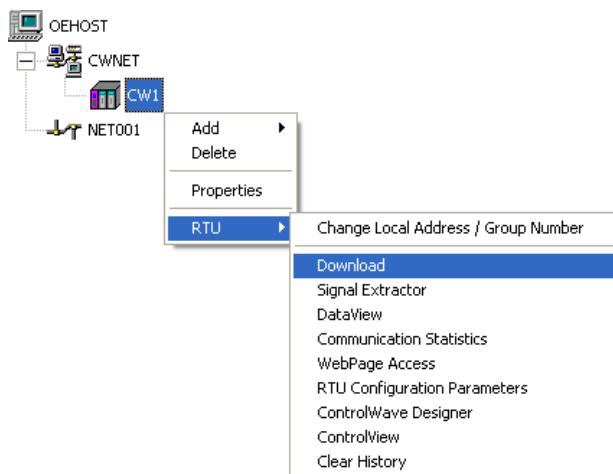 OEHOST
CWNET
CW1
NET001
Add
Delete
Properties
RTU
Change Local Address / Group Number
Download
Signal Extractor
DataView
Communication Statistics
WebPage Access
RTU Configuration Parameters
ControlWave Designer
ControlView
Clear History